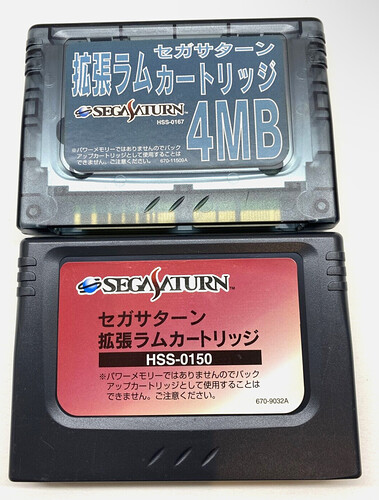 セガサターン
拡張ラムカートリッジ
SEGA SATURN™
HSS-0167
4MB
※パワーメモリーではありませんのでバック
アップカートリッジとして使用することは
できません。ご注意ください。
670-11500A
SEGA SATURN™
セガサターン
拡張ラムカートリッジ
HSS-0150
※パワーメモリーではありませんのでバック
アップカートリッジとして使用することは
できません。ご注意ください。
670-9032A